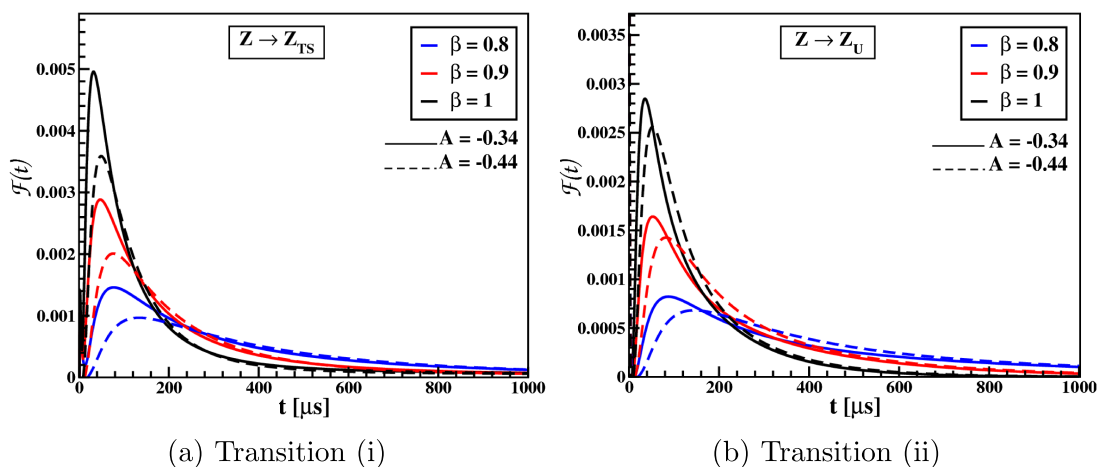 Z → Z_TS
β = 0.8
β = 0.9
β = 1
A = -0.34
A = -0.44
0.005
0.004
0.003
0.002
0.001
0
ℱ(t)
0 200 400 600 800 1000
t [μs]
(a) Transition (i)
Z → Z_U
β = 0.8
β = 0.9
β = 1
A = -0.34
A = -0.44
0.0035
0.003
0.0025
0.002
0.0015
0.001
0.0005
0
ℱ(t)
0 200 400 600 800 1000
t [μs]
(b) Transition (ii)